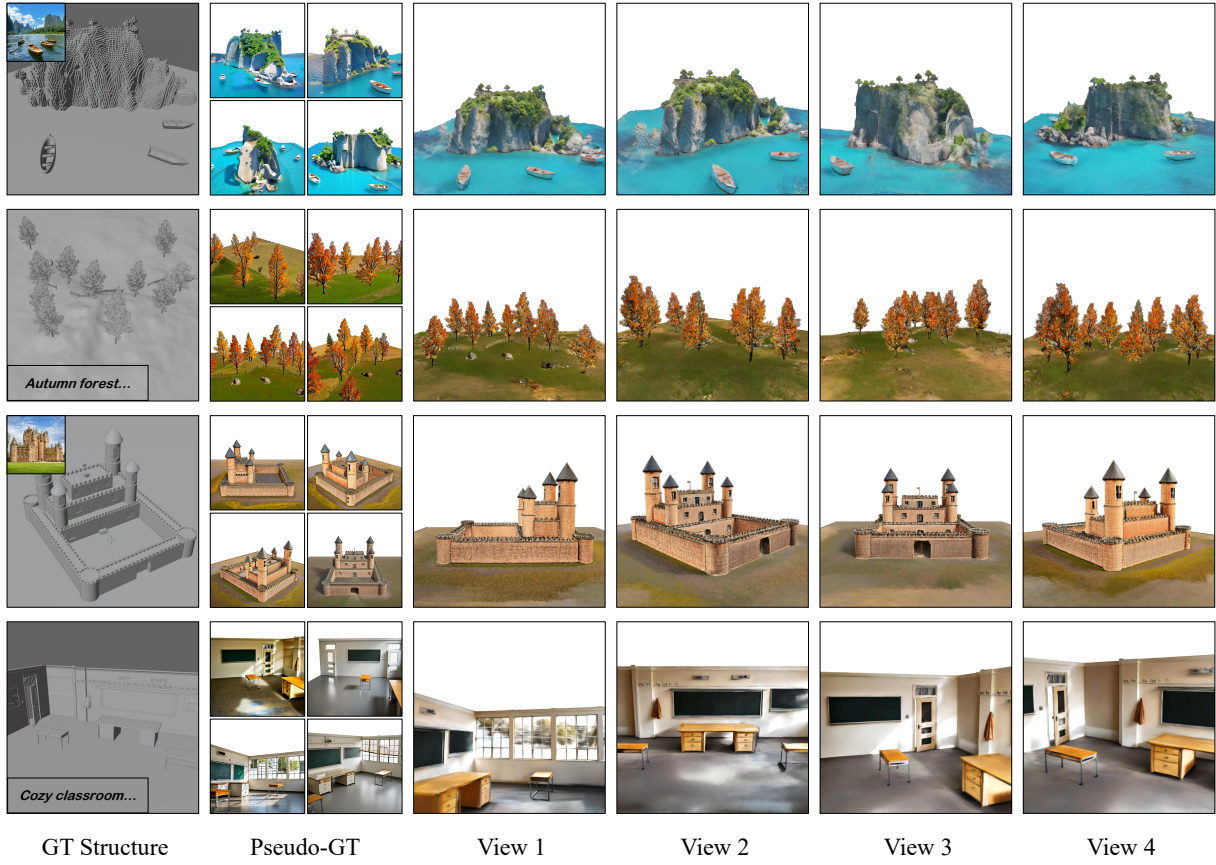 Autumn forest...
Cozy classroom...
GT Structure
Pseudo-GT
View 1
View 2
View 3
View 4